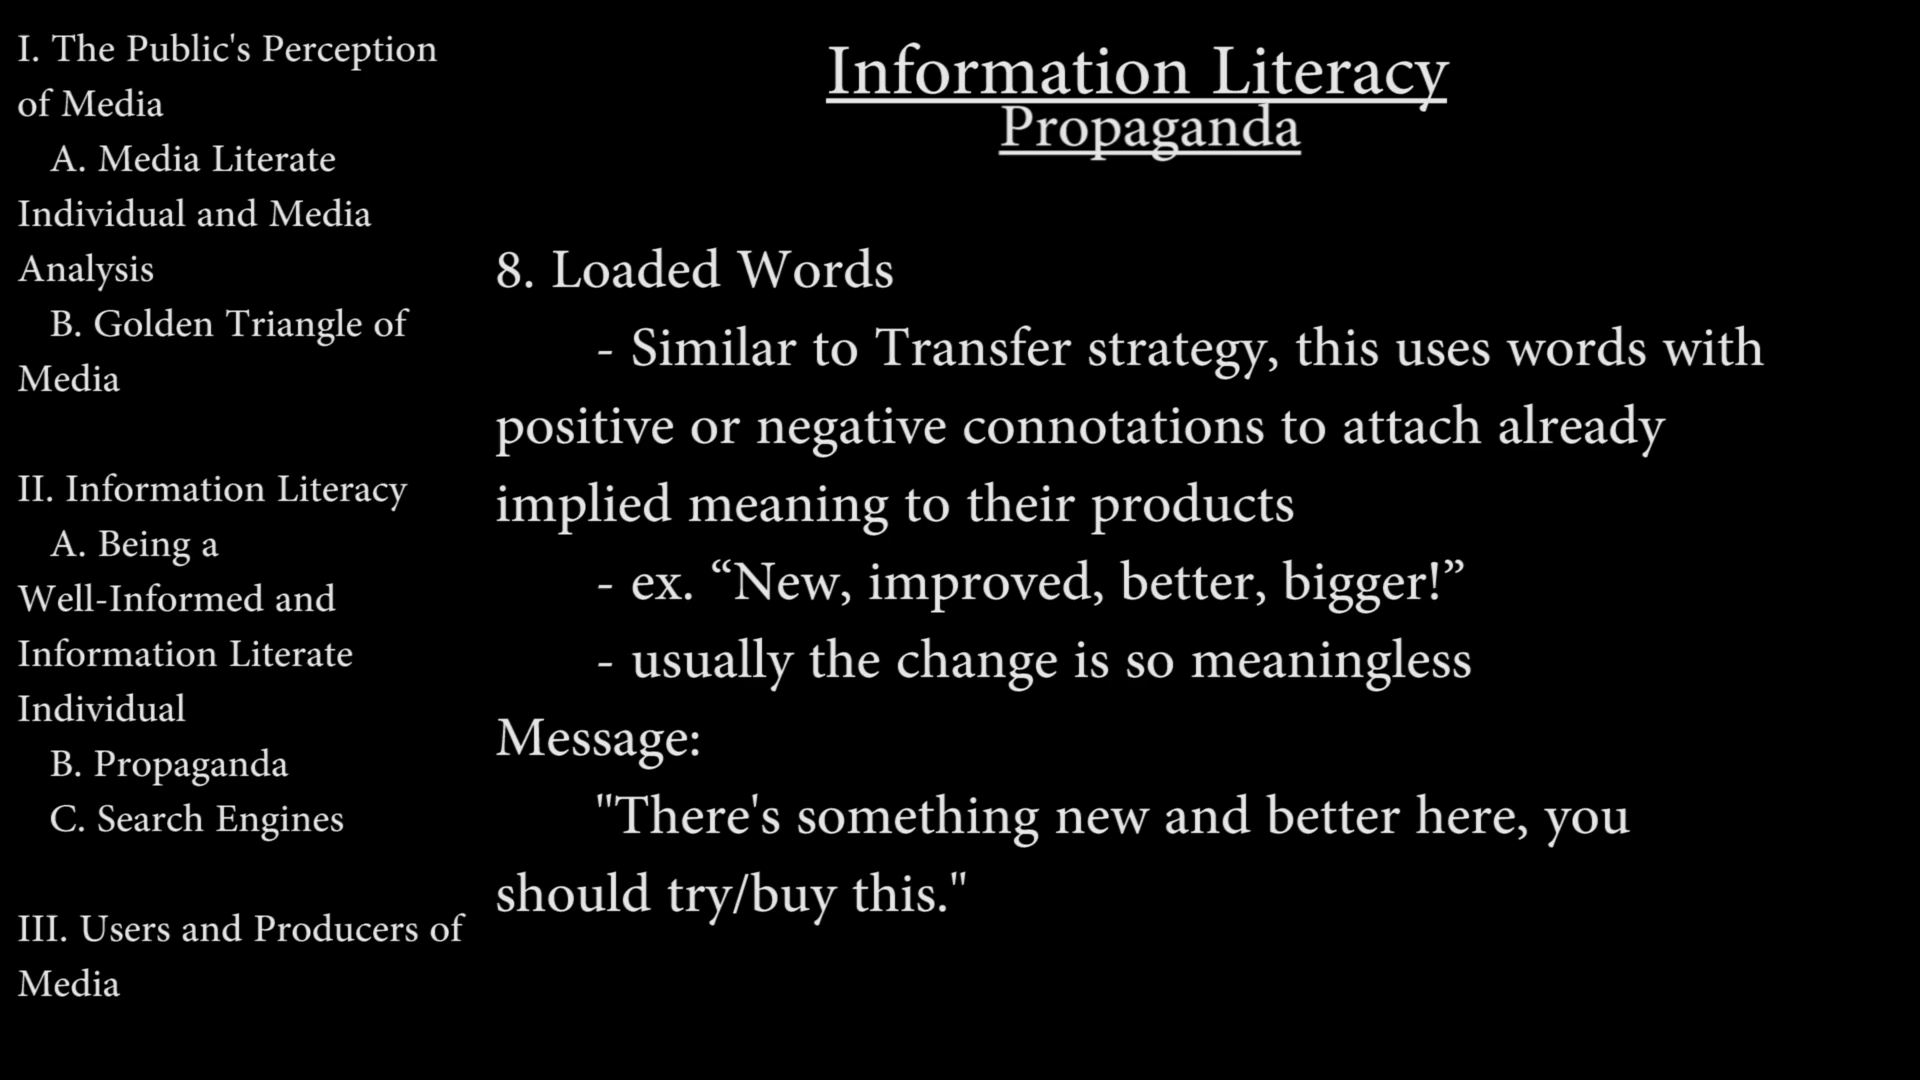 I. The Public's Perception
of Media
A. Media Literate
Individual and Media
Analysis
B. Golden Triangle of
Media
II. Information Literacy
A. Being a
Well-Informed and
Information Literate
Individual
B. Propaganda
C. Search Engines
III. Users and Producers of
Media
Information Literacy
Propaganda
8. Loaded Words
- Similar to Transfer strategy, this uses words with
positive or negative connotations to attach already
implied meaning to their products
- ex. “New, improved, better, bigger!”
- usually the change is so meaningless
Message:
"There's something new and better here, you
should try/buy this."